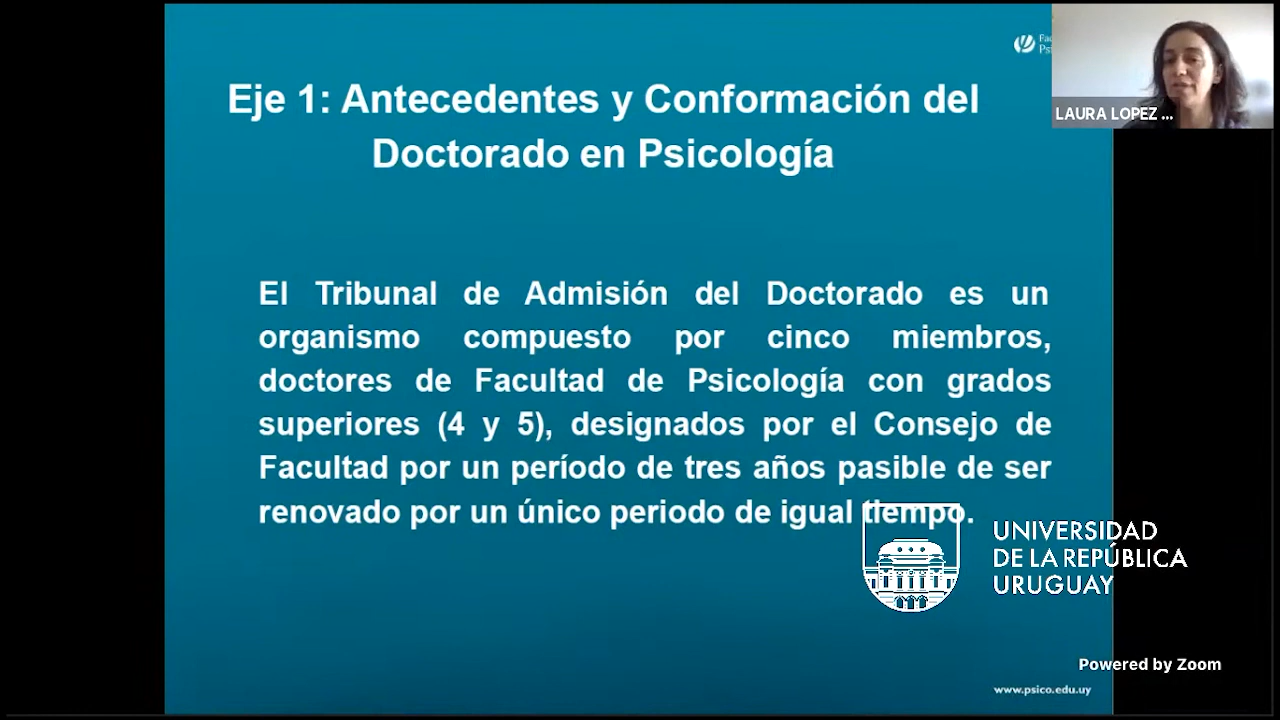 Eje 1: Antecedentes y Conformación del
Doctorado en Psicología
LAURA LOPEZ ...
El Tribunal de Admisión del Doctorado es un
organismo compuesto por cinco miembros,
doctores de Facultad de Psicología con grados
superiores (4 y 5), designados por el Consejo de
Facultad por un período de tres años pasible de ser
renovado por un único periodo de igual tiempo.
UNIVERSIDAD
DE LA REPÚBLICA
URUGUAY
Powered by Zoom
www.psico.edu.uy